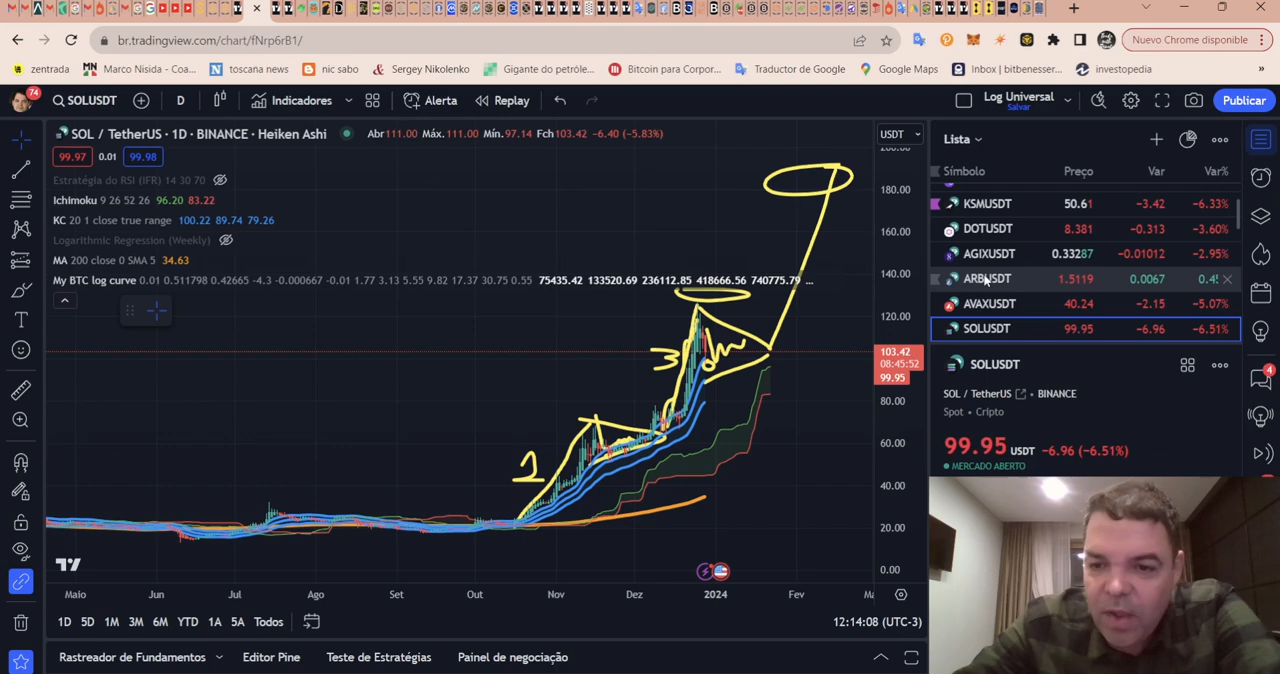 br.tradingview.com/chart/fNrp6rB1/
Nuevo Chrome disponible
zentrada
Marco Nisida - Coa...
toscana news
nic sabo
Sergey Nikolenko
Gigante do petróle...
Bitcoin para Corpor...
Traductor de Google
Google Maps
Inbox | bitbenesser...
investopedia
»
74
SOLUSDT
D
Indicadores
Alerta
Replay
Log Universal
Salvar
Publicar
SOL / TetherUS · 1D · BINANCE · Heiken Ashi
Abr111.00 Máx.111.00 Mín.97.14 Fch103.42 −6.40 (−5.83%)
USDT
99.97 0.01 99.98
Estratégia do RSI (IFR) 14 30 70
Ichimoku 9 26 52 26 96.20 83.22
KC 20 1 close true range 100.22 89.74 79.26
Logarithmic Regression (Weekly)
MA 200 close 0 SMA 5 34.63
My BTC log curve 0.01 0.511798 0.42665 -4.3 -0.000667 -0.01 1.77 3.13 5.55 9.82 17.37 30.75 0.55 75435.42 133520.69 236112.85 418666.56 740775.79 ...
200.00
180.00
160.00
140.00
120.00
103.42
08:45:52
99.95
80.00
60.00
40.00
20.00
0.00
1
3
Maio Jun Jul Ago Set Out Nov Dez 2024 Fev
1D 5D 1M 3M 6M YTD 1A 5A Todos
12:14:08 (UTC-3)
Rastreador de Fundamentos
Editor Pine
Teste de Estratégias
Painel de negociação
Lista
Símbolo Preço Var Var%
KSMUSDT 50.61 −3.42 −6.33%
DOTUSDT 8.381 −0.313 −3.60%
AGIXUSDT 0.33287 −0.01012 −2.95%
ARBUSDT 1.5119 0.0067
AVAXUSDT 40.24 −2.15 −5.07%
SOLUSDT 99.95 −6.96 −6.51%
SOLUSDT
SOL / TetherUS • BINANCE
Spot • Cripto
99.95 USDT −6.96 (−6.51%)
MERCADO ABERTO
4